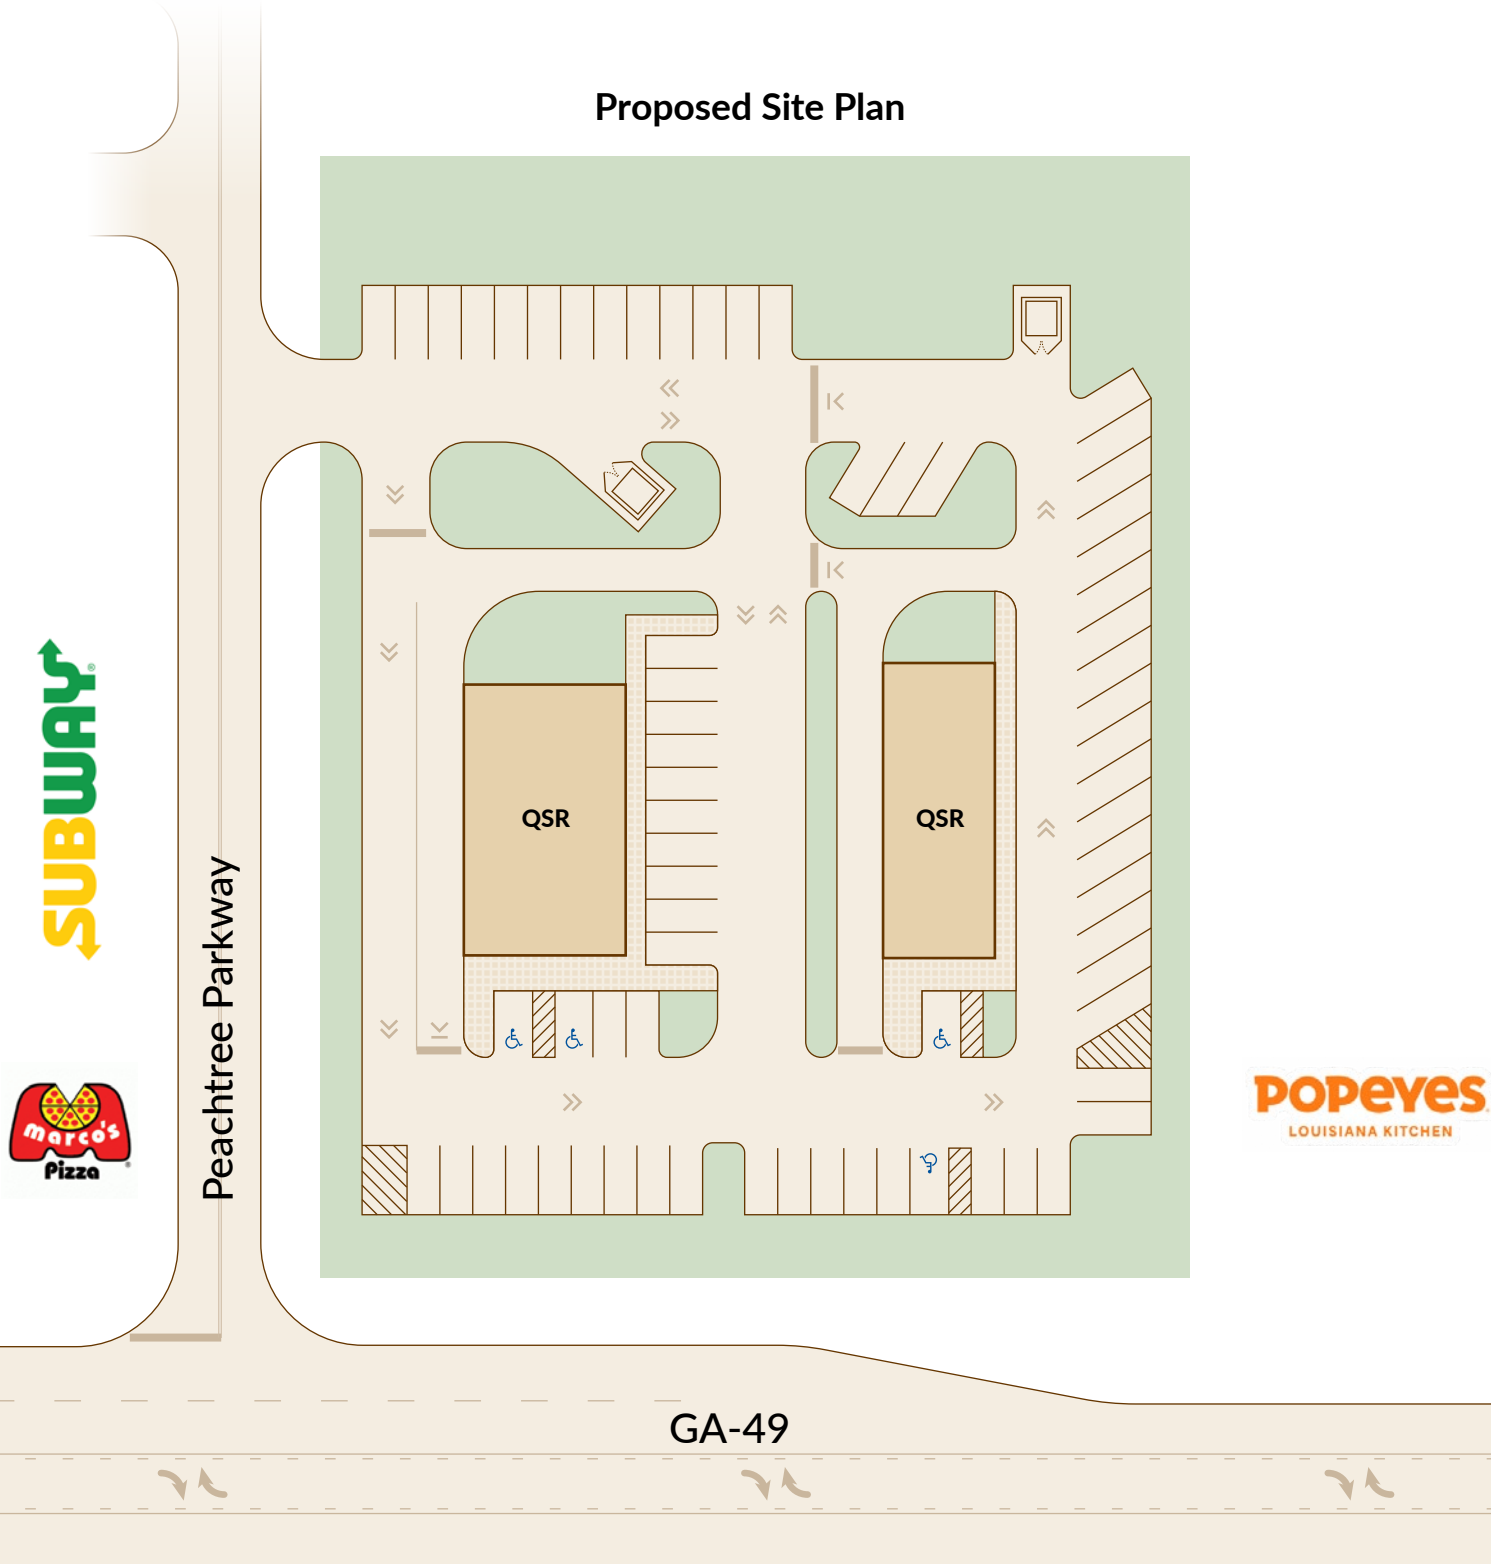 Proposed Site Plan
SUBWAY®
QSR
QSR
Peachtree Parkway
marco's®
Pizza
POPEYES
LOUISIANA KITCHEN
GA-49